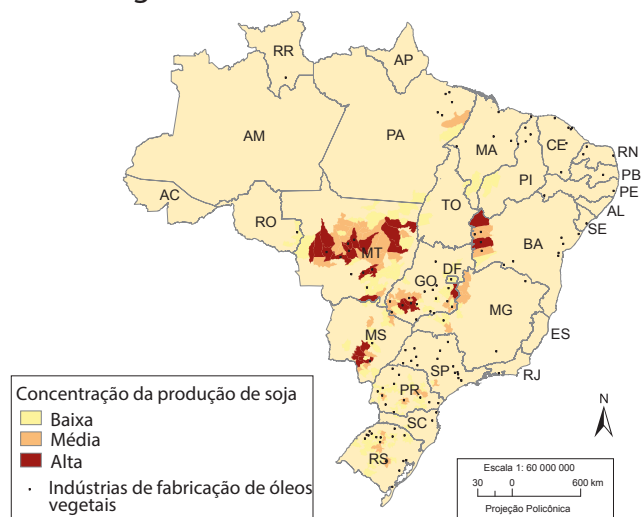 RR
AP
AM
PA
MA
CE
RN
PB
PE
AL
SE
PI
AC
RO
TO
BA
MT
GO
DF
MG
ES
MS
SP
RJ
PR
SC
RS
Concentração da produção de soja
Baixa
Média
Alta
Indústrias de fabricação de óleos
vegetais
N
Escala 1: 60 000 000
30 0 600 km
Projeção Policônica